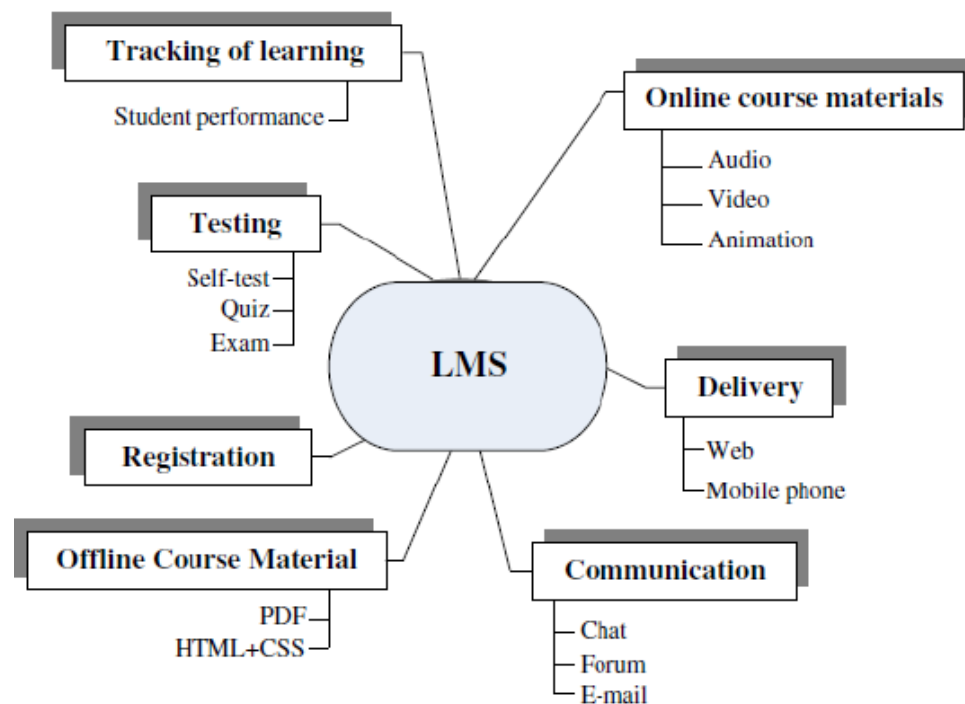 Tracking of learning
Student performance
Online course materials
Audio
Video
Animation
Testing
Self-test
Quiz
Exam
LMS
Delivery
Web
Mobile phone
Registration
Offline Course Material
PDF
HTML+CSS
Communication
Chat
Forum
E-mail